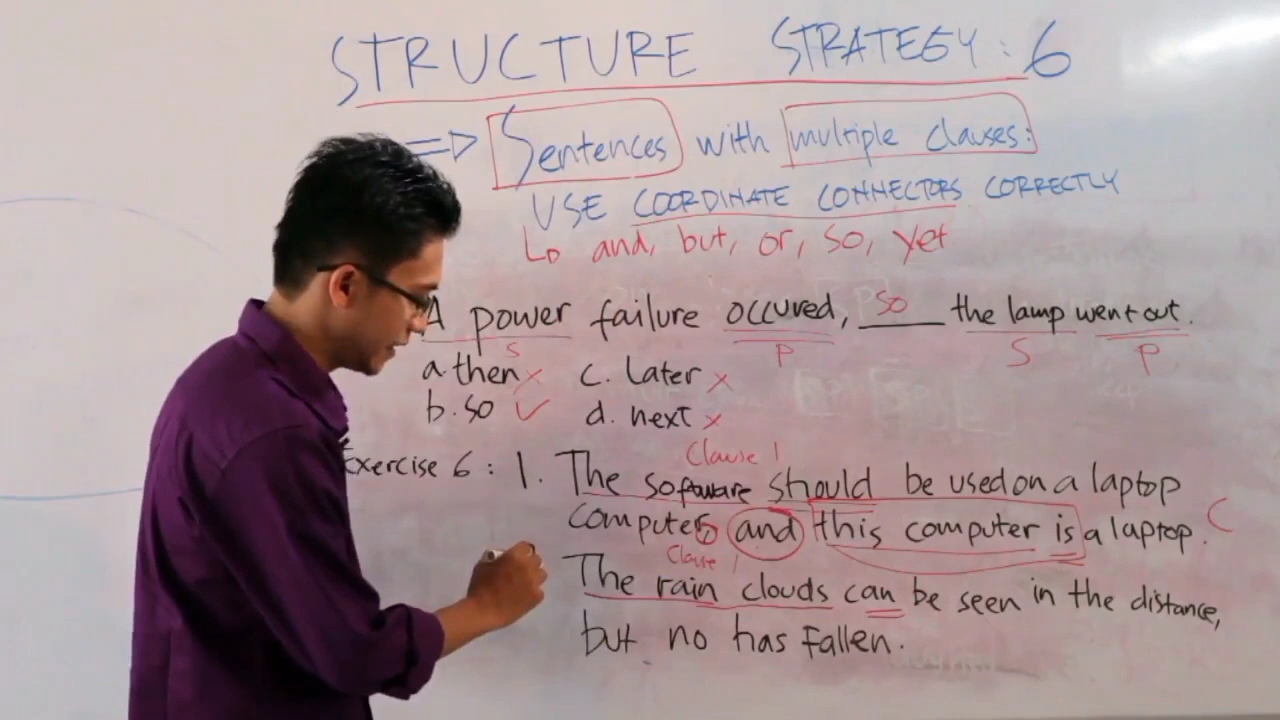 STRUCTURE STRATEGY: 6
⇒ Sentences with multiple clauses:
USE COORDINATE CONNECTORS CORRECTLY
↳ and, but, or, so, yet
A power failure occured, so the lamp went out.
S P S P
a. then × c. Later ×
b. so ✓ d. next ×
Clause 1
Exercise 6 : 1. The software should be used on a laptop
computer, and this computer is a laptop. C
Clause 1
The rain clouds can be seen in the distance,
but no has fallen.